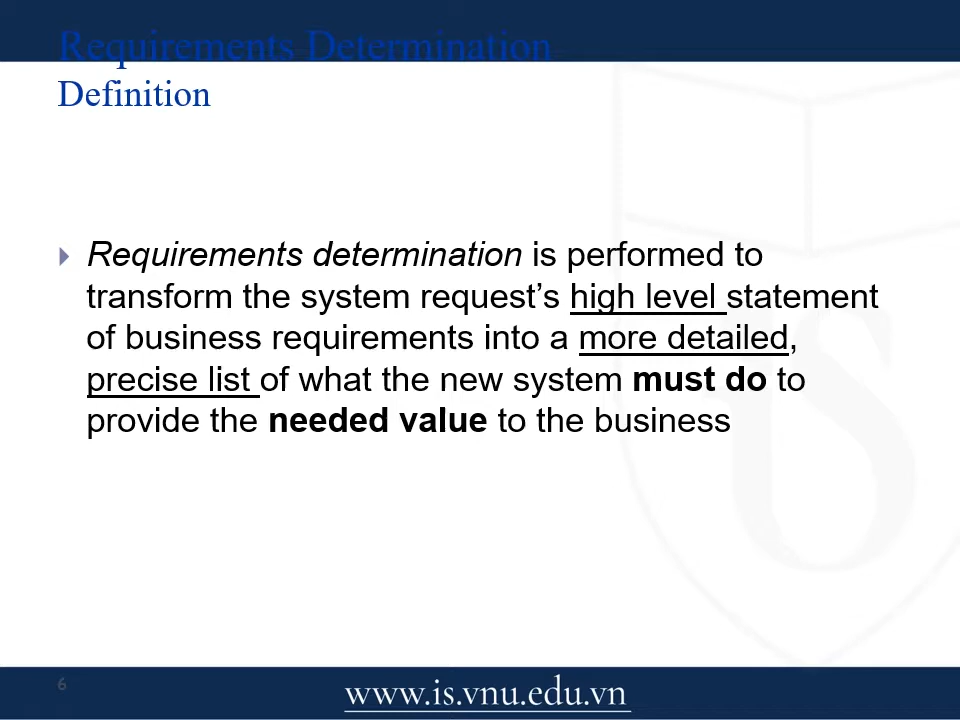 Requirements Determination
Definition
Requirements determination is performed to
transform the system request’s high level statement
of business requirements into a more detailed,
precise list of what the new system must do to
provide the needed value to the business
6
www.is.vnu.edu.vn